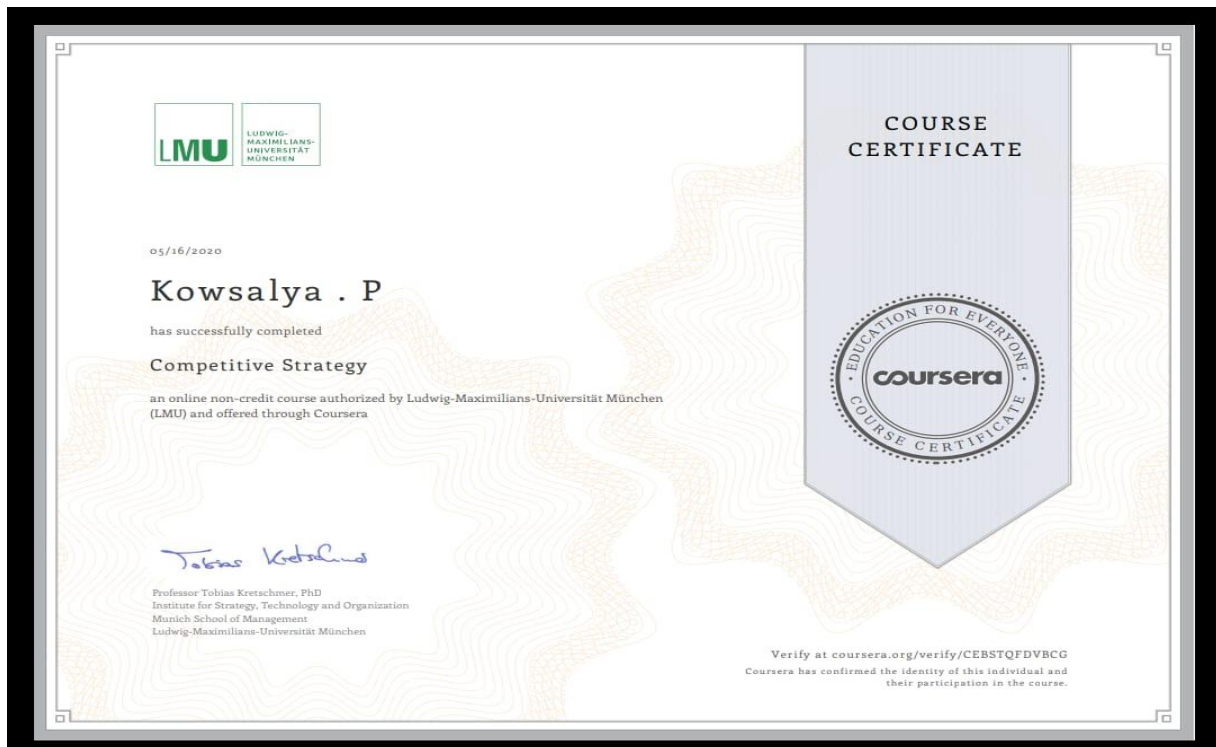 LMU
LUDWIG-
MAXIMILIANS-
UNIVERSITÄT
MÜNCHEN
COURSE
CERTIFICATE
05/16/2020
Kowsalya . P
has successfully completed
Competitive Strategy
an online non-credit course authorized by Ludwig-Maximilians-Universität München
(LMU) and offered through Coursera
EDUCATION FOR EVERYONE
coursera
COURSE CERTIFICATE
Tobias Kretschmer
Professor Tobias Kretschmer, PhD
Institute for Strategy, Technology and Organization
Munich School of Management
Ludwig-Maximilians-Universität München
Verify at coursera.org/verify/CEBSTQFDVBCG
Coursera has confirmed the identity of this individual and
their participation in the course.